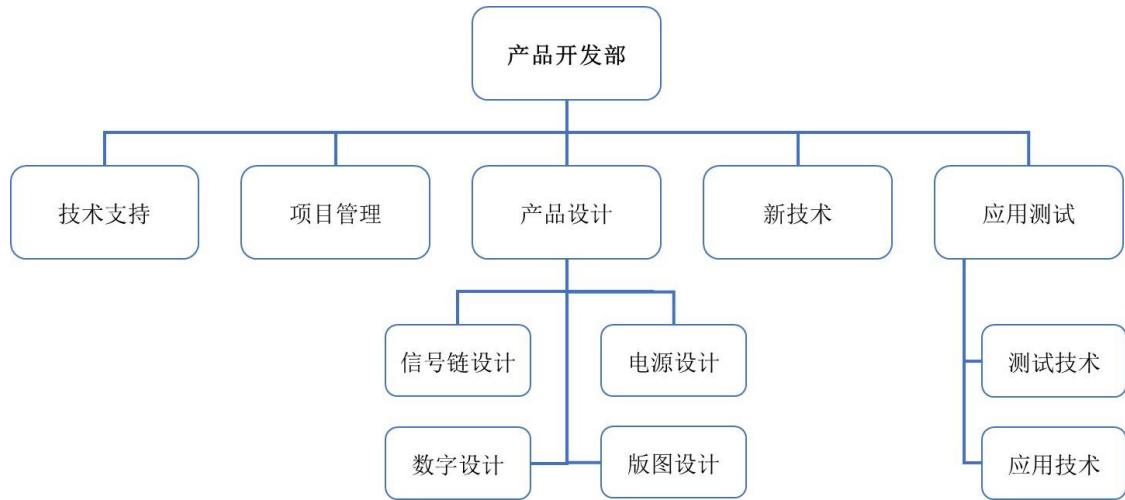 产品开发部
技术支持
项目管理
产品设计
新技术
应用测试
信号链设计
电源设计
测试技术
数字设计
版图设计
应用技术